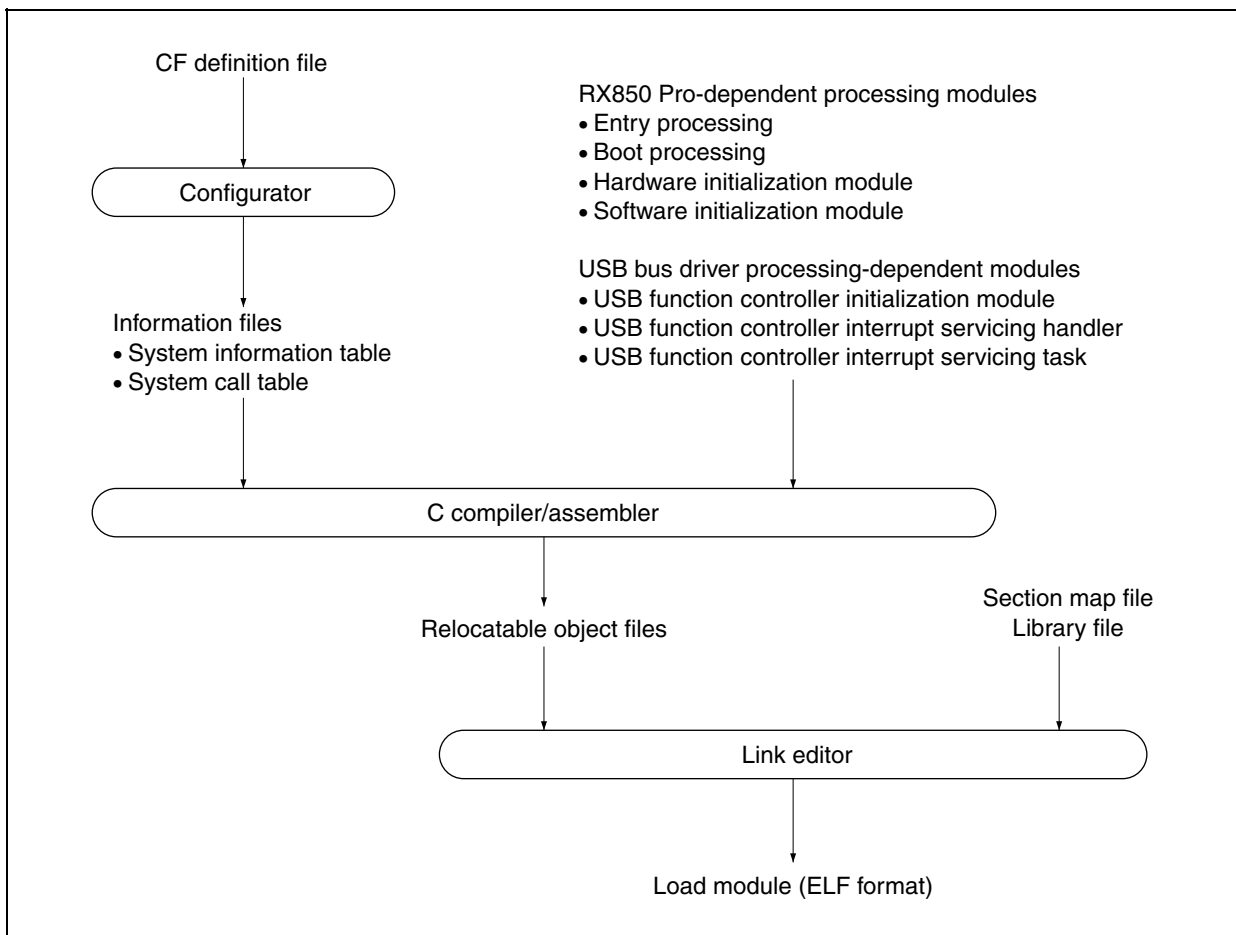 CF definition file
Configurator
Information files
• System information table
• System call table
RX850 Pro-dependent processing modules
• Entry processing
• Boot processing
• Hardware initialization module
• Software initialization module
USB bus driver processing-dependent modules
• USB function controller initialization module
• USB function controller interrupt servicing handler
• USB function controller interrupt servicing task
C compiler/assembler
Relocatable object files
Section map file
Library file
Link editor
Load module (ELF format)